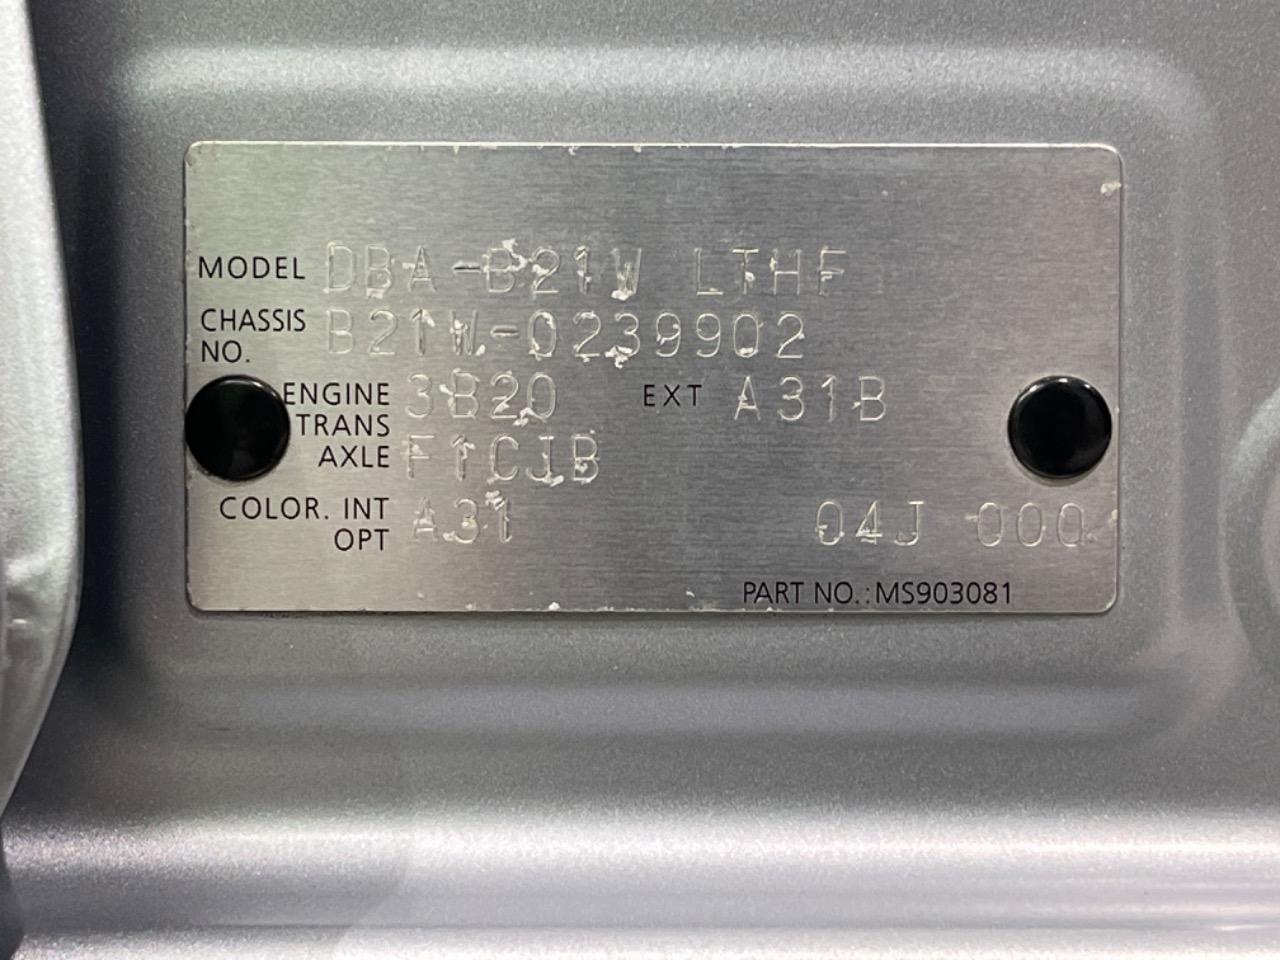 MODEL DBA-B21W LTHF
CHASSIS NO. B21W-0239902
ENGINE 3B20 EXT A31B
TRANS AXLE F1CJB
COLOR. INT OPT A31 04J 000
PART NO.:MS903081